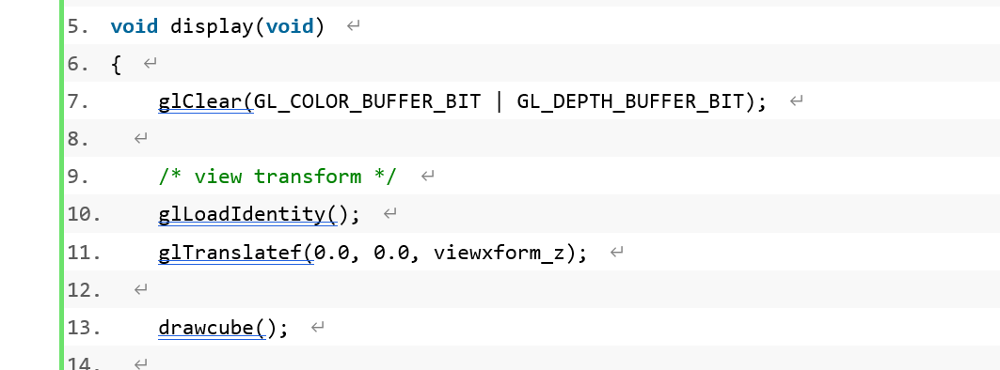 5. void display(void) ↵
6. { ↵
7. glClear(GL_COLOR_BUFFER_BIT | GL_DEPTH_BUFFER_BIT); ↵
8. ↵
9. /* view transform */ ↵
10. glLoadIdentity(); ↵
11. glTranslatef(0.0, 0.0, viewxform_z); ↵
12. ↵
13. drawcube(); ↵
14. ↵